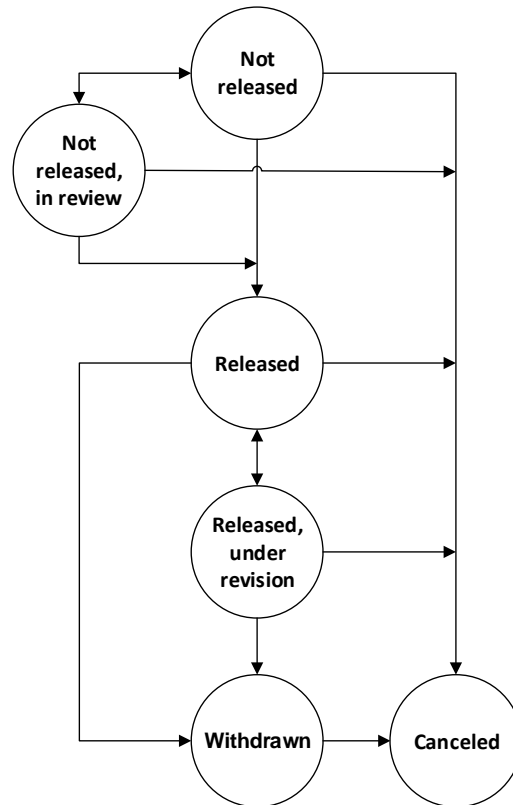 Not
released
Not
released,
in review
Released
Released,
under
revision
Withdrawn
Canceled